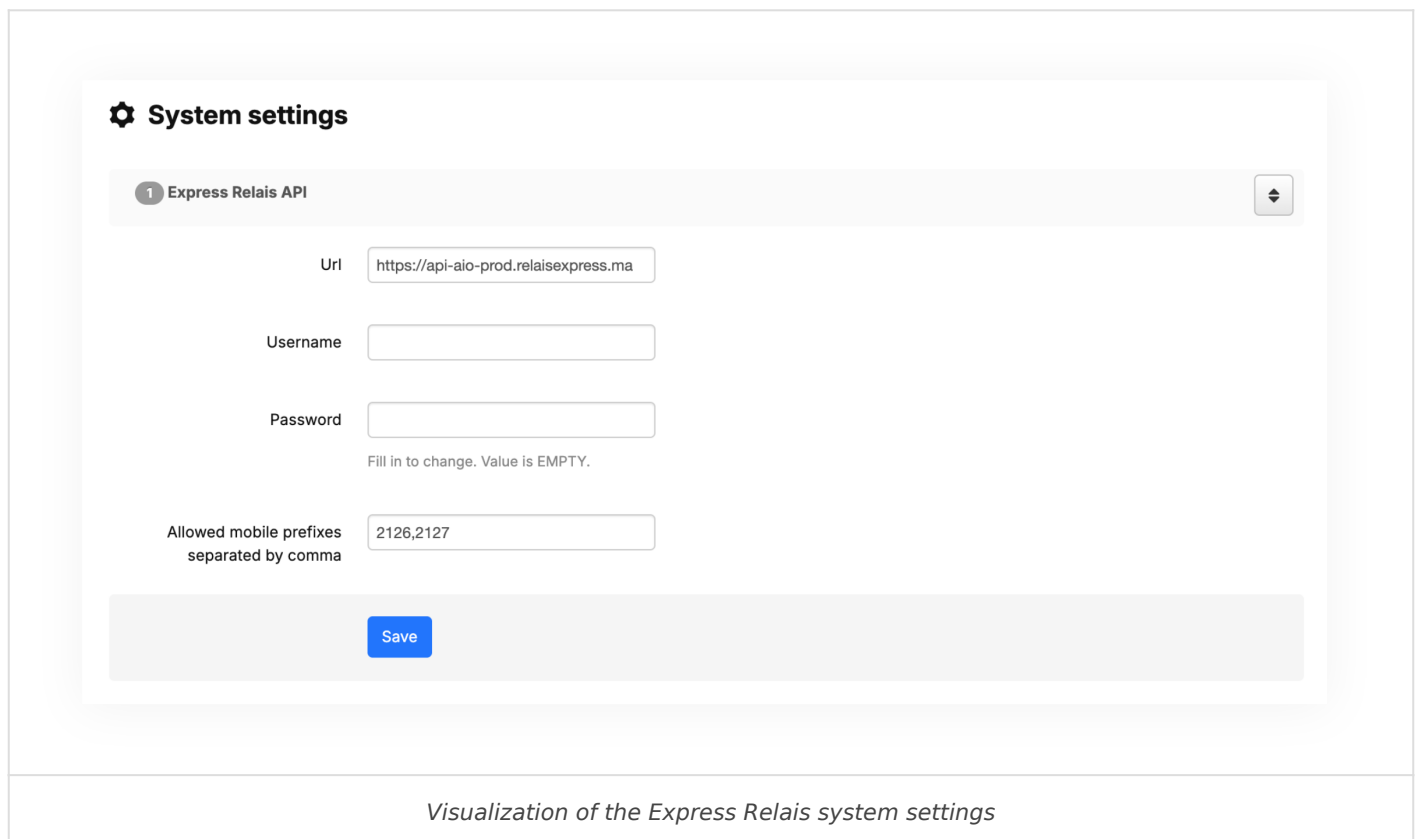 System settings
1 Express Relais API
Url https://api-aio-prod.relaisexpress.ma
Username
Password
Fill in to change. Value is EMPTY.
Allowed mobile prefixes
separated by comma
2126,2127
Save
Visualization of the Express Relais system settings